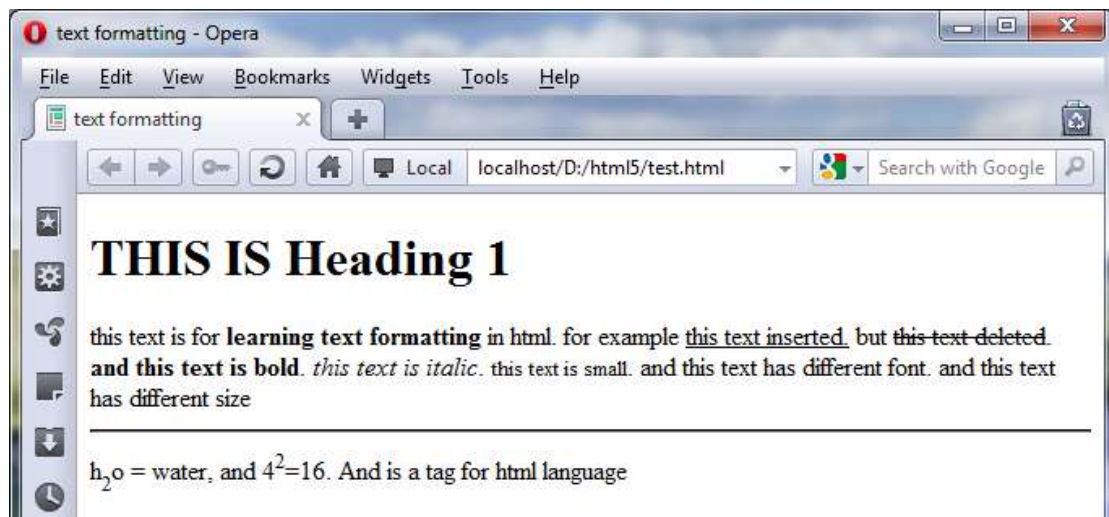 text formatting - Opera
File Edit View Bookmarks Widgets Tools Help
text formatting
Local localhost/D:/html5/test.html Search with Google
THIS IS Heading 1
this text is for learning text formatting in html. for example this text inserted. but this text deleted.
and this text is bold. this text is italic. this text is small. and this text has different font. and this text
has different size
h₂o = water, and 4²=16. And is a tag for html language